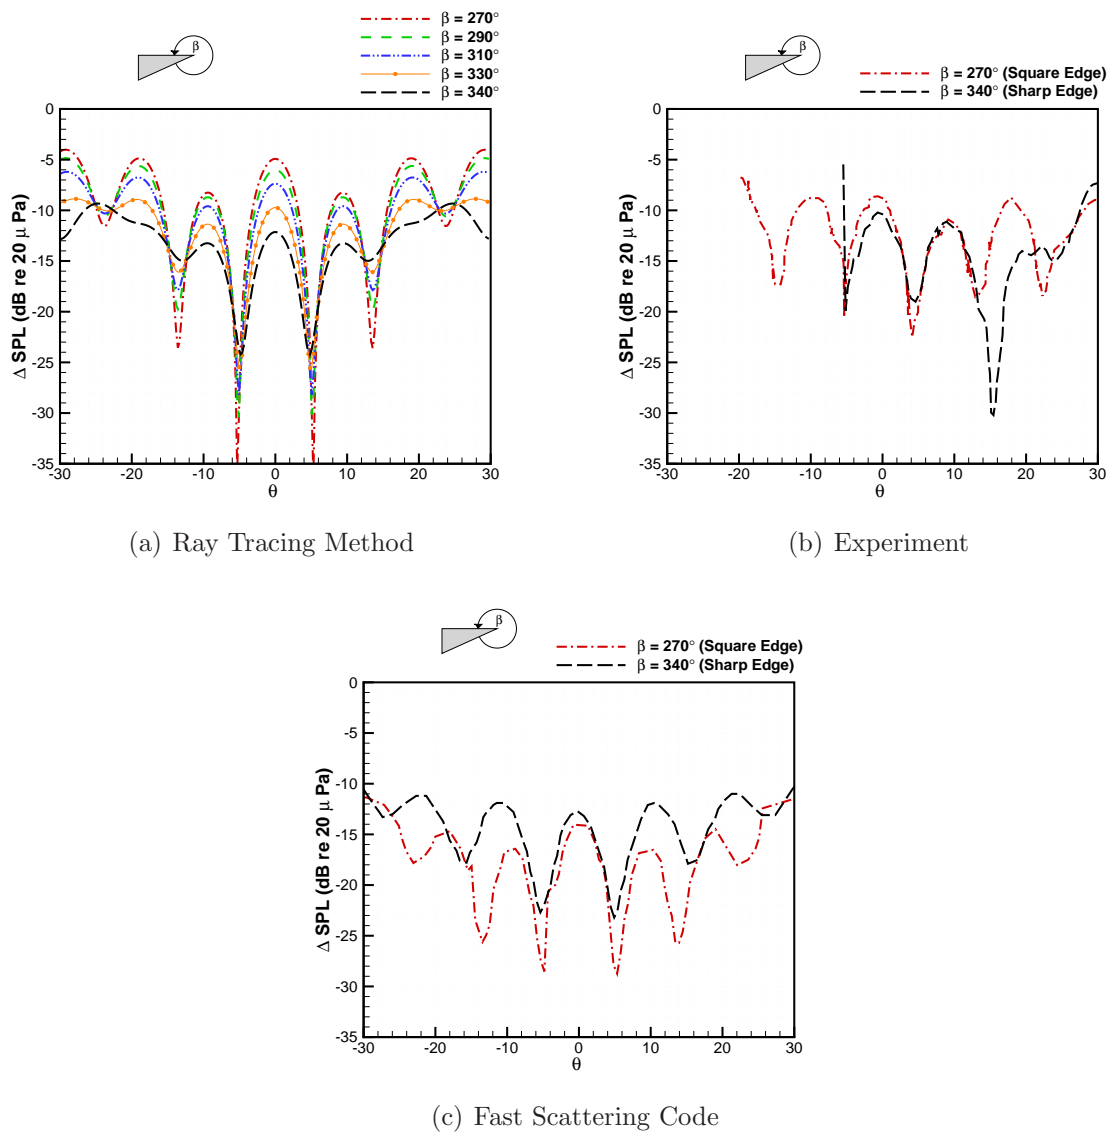 β = 270°
β = 290°
β = 310°
β = 330°
β = 340°
β
0
-5
-10
-15
-20
-25
-30
-35
Δ SPL (dB re 20 μ Pa)
-30 -20 -10 0 10 20 30
θ
(a) Ray Tracing Method
β = 270° (Square Edge)
β = 340° (Sharp Edge)
β
0
-5
-10
-15
-20
-25
-30
-35
Δ SPL (dB re 20 μ Pa)
-30 -20 -10 0 10 20 30
θ
(b) Experiment
β = 270° (Square Edge)
β = 340° (Sharp Edge)
β
0
-5
-10
-15
-20
-25
-30
-35
Δ SPL (dB re 20 μ Pa)
-30 -20 -10 0 10 20 30
θ
(c) Fast Scattering Code